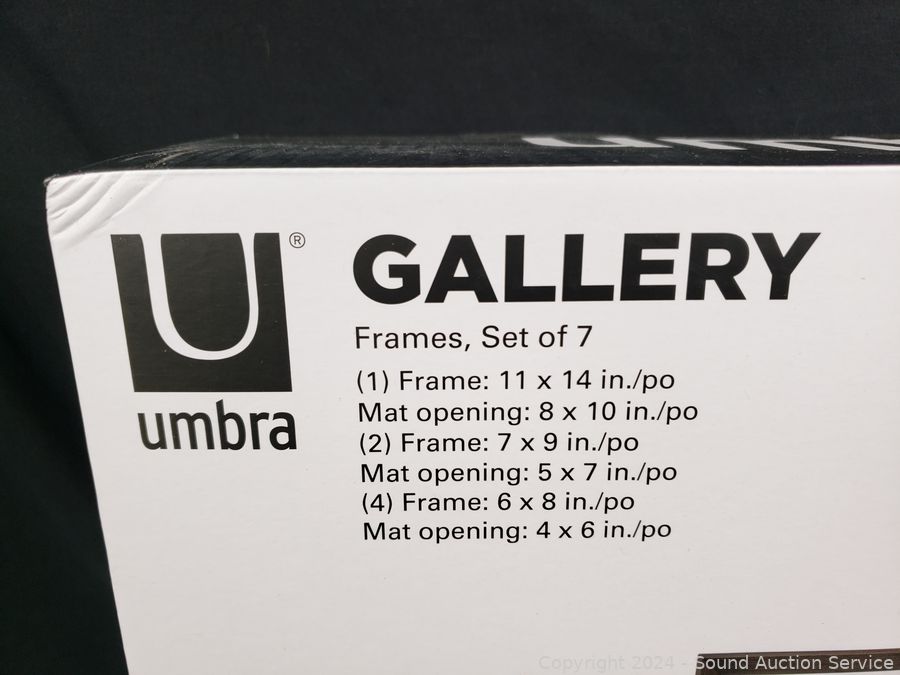 U®
umbra
GALLERY
Frames, Set of 7
(1) Frame: 11 x 14 in./po
Mat opening: 8 x 10 in./po
(2) Frame: 7 x 9 in./po
Mat opening: 5 x 7 in./po
(4) Frame: 6 x 8 in./po
Mat opening: 4 x 6 in./po
Copyright 2024 - Sound Auction Service